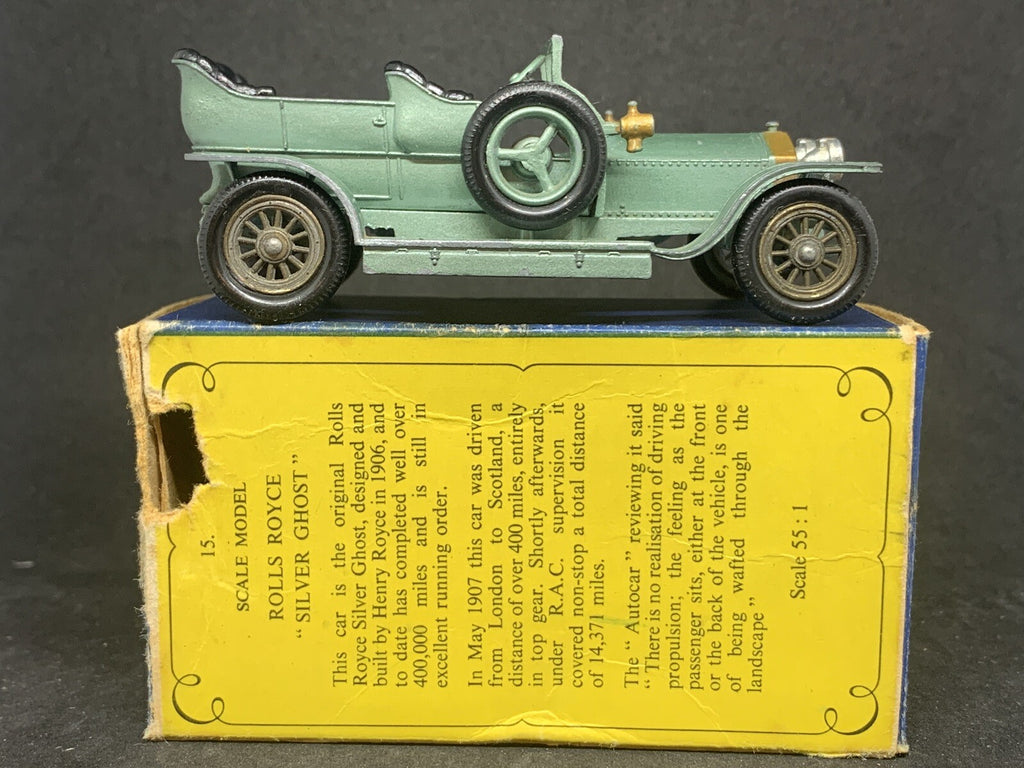 15.
SCALE MODEL
ROLLS ROYCE
“ SILVER GHOST ”
This car is the original Rolls
Royce Silver Ghost, designed and
built by Henry Royce in 1906, and
to date has completed well over
400,000 miles and is still in
excellent running order.
In May 1907 this car was driven
from London to Scotland, a
distance of over 400 miles, entirely
in top gear. Shortly afterwards,
under R.A.C. supervision it
covered non-stop a total distance
of 14,371 miles.
The “ Autocar ” reviewing it said
“ There is no realisation of driving
propulsion; the feeling as the
passenger sits, either at the front
or the back of the vehicle, is one
of being wafted through the
landscape ”
Scale 55 : 1